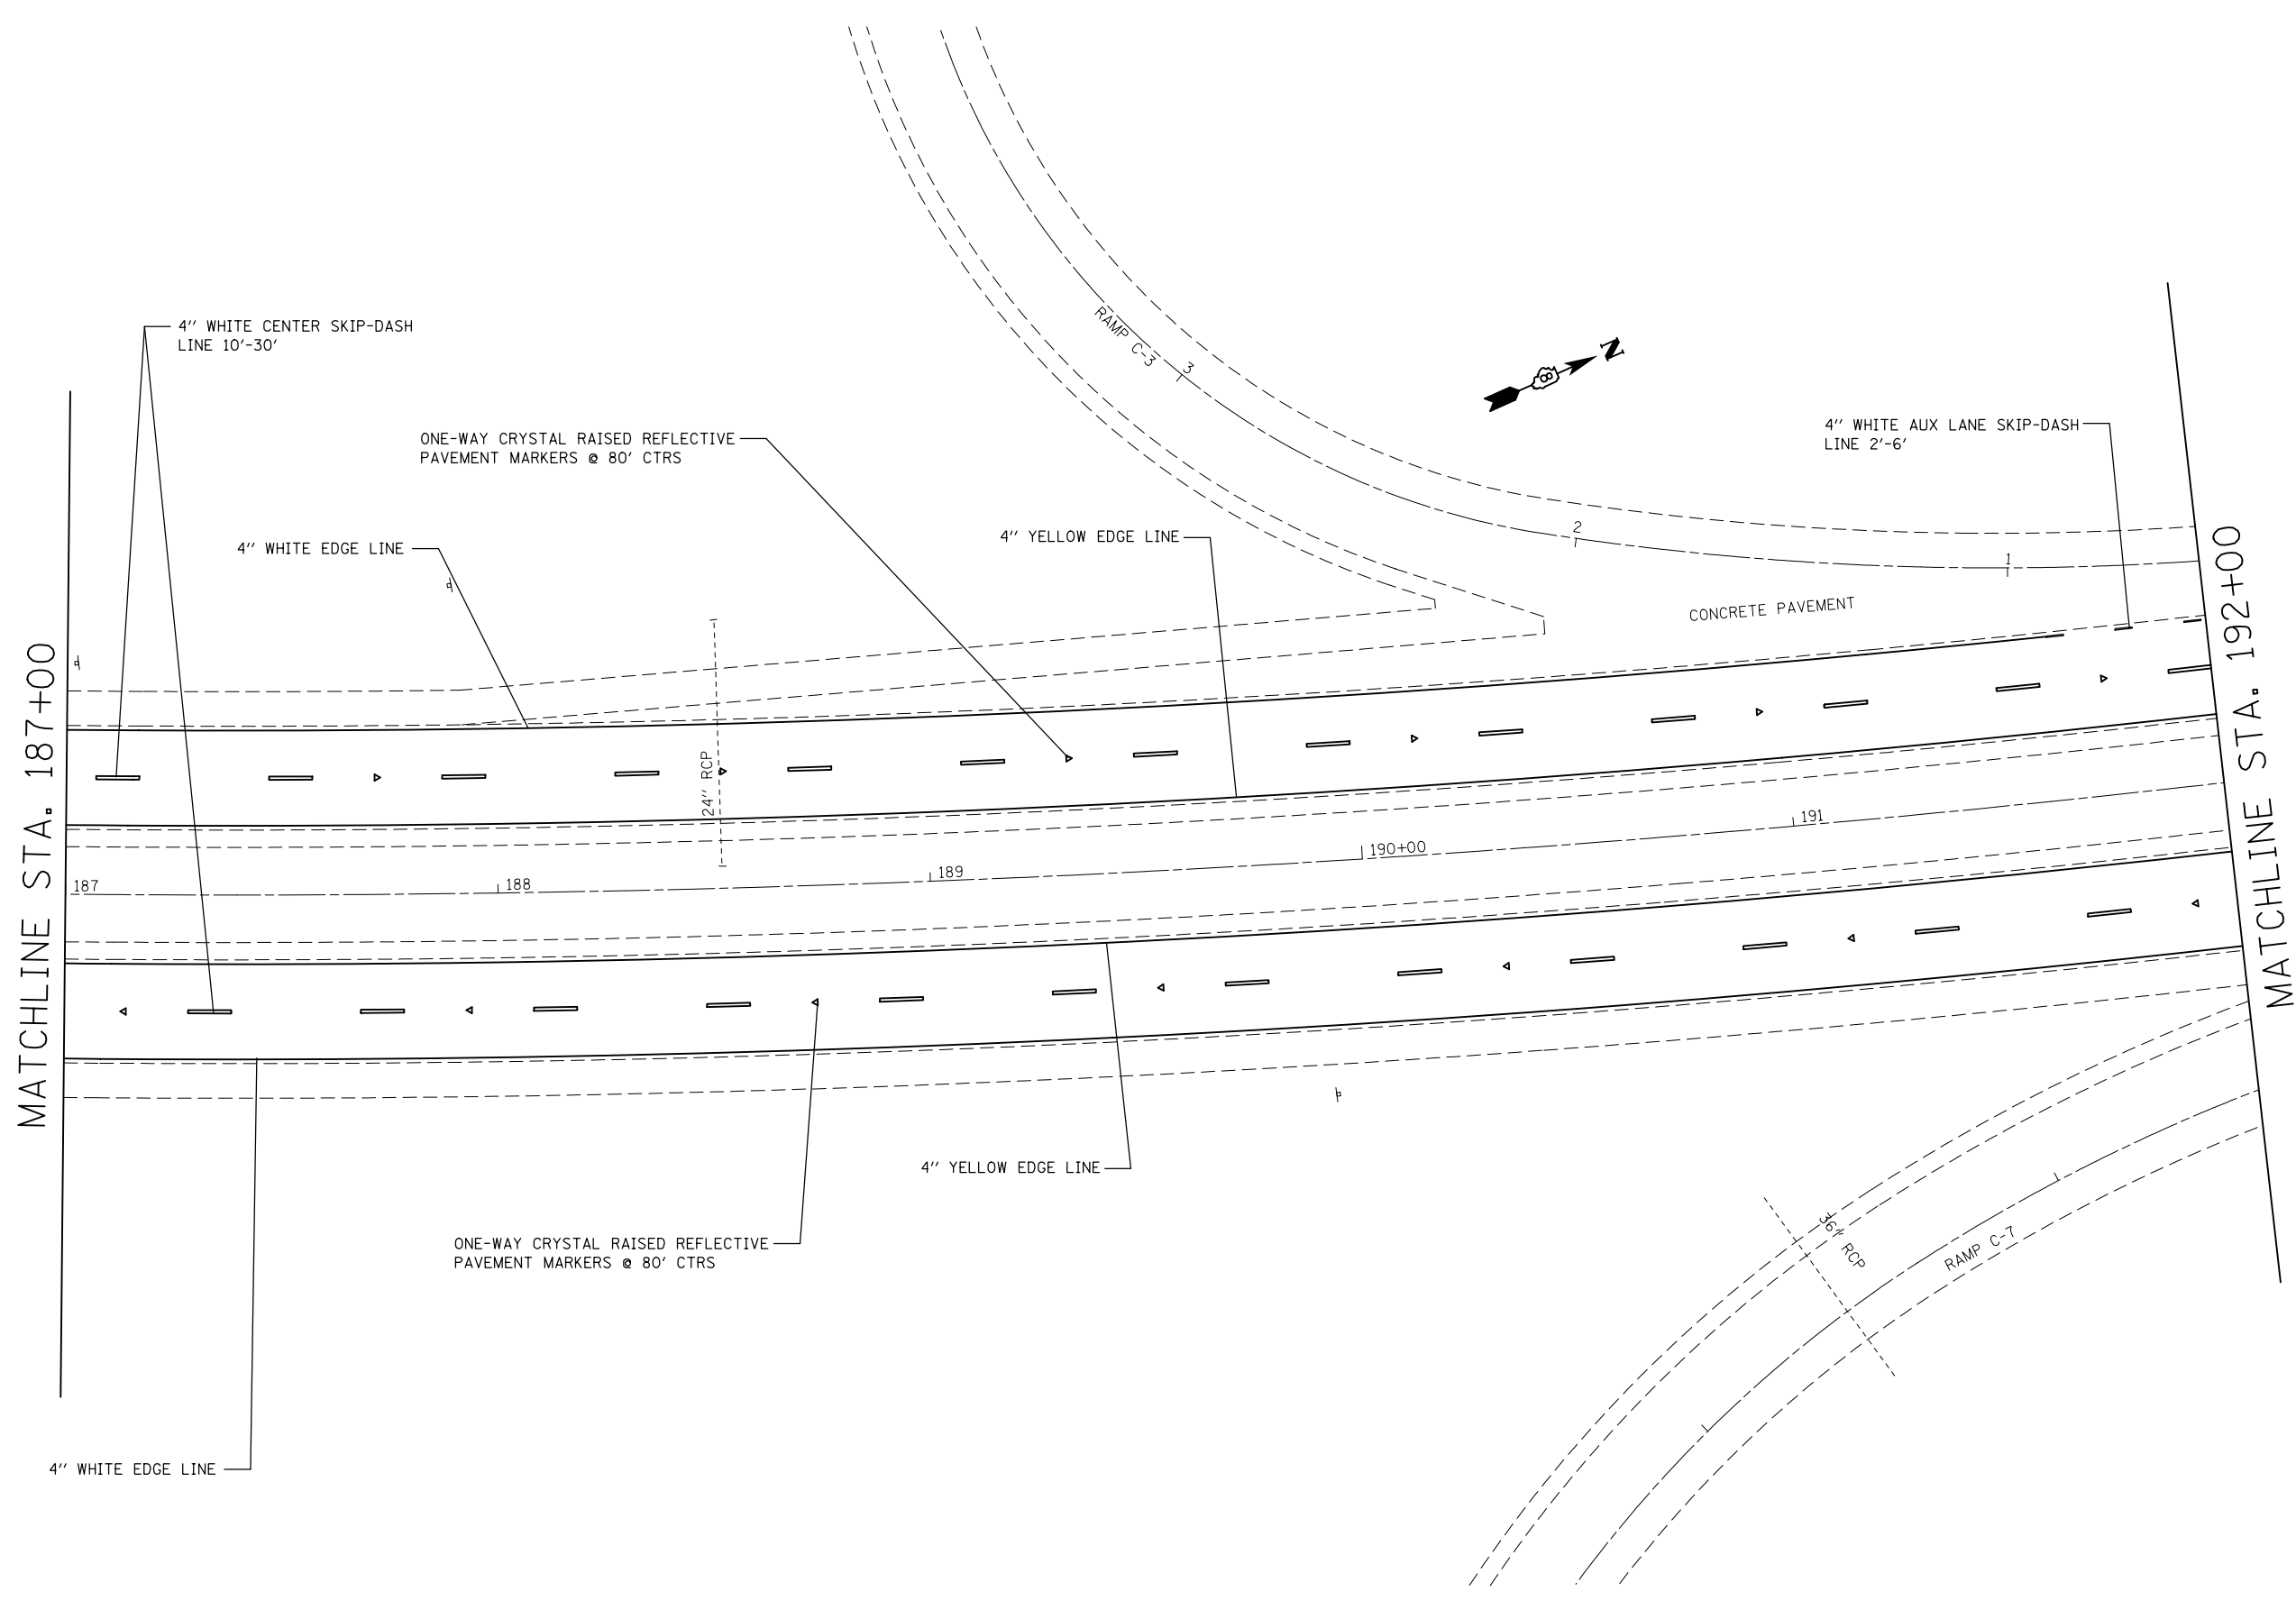 4'' WHITE CENTER SKIP-DASH
LINE 10'-30'
ONE-WAY CRYSTAL RAISED REFLECTIVE
PAVEMENT MARKERS @ 80' CTRS
4'' WHITE EDGE LINE
4'' YELLOW EDGE LINE
RAMP C-3
3
8
N
4'' WHITE AUX LANE SKIP-DASH
LINE 2'-6'
2
1
CONCRETE PAVEMENT
MATCHLINE STA. 187+00
MATCHLINE STA. 192+00
24'' RCP
187
188
189
190+00
191
4'' YELLOW EDGE LINE
ONE-WAY CRYSTAL RAISED REFLECTIVE
PAVEMENT MARKERS @ 80' CTRS
36'' RCP
RAMP C-7
4'' WHITE EDGE LINE